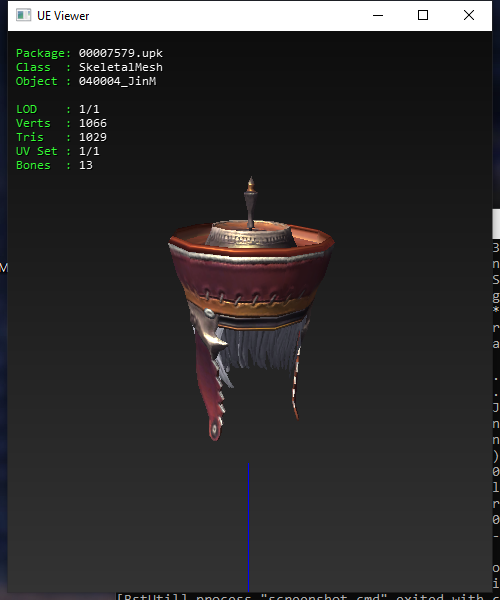 UE Viewer
Package: 00007579.upk
Class : SkeletalMesh
Object : 040004_JinM
LOD : 1/1
Verts : 1066
Tris : 1029
UV Set : 1/1
Bones : 13